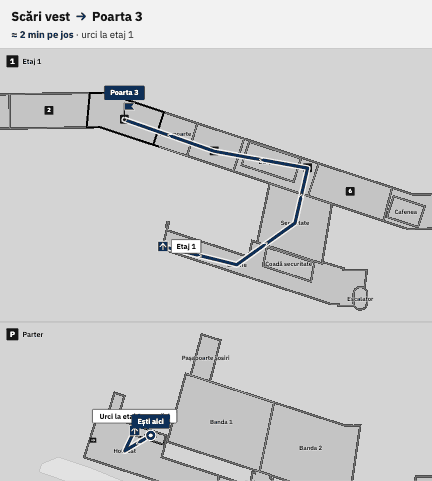 Scări vest → Poarta 3
≈ 2 min pe jos · urci la etaj 1
1 Etaj 1
Poarta 3
2
6
Cafenea
Securitate
Etaj 1
Coadă securitate
Escalator
P Parter
Pașapoarte sosiri
Banda 1
Urci la
Ești aici
Banda 2